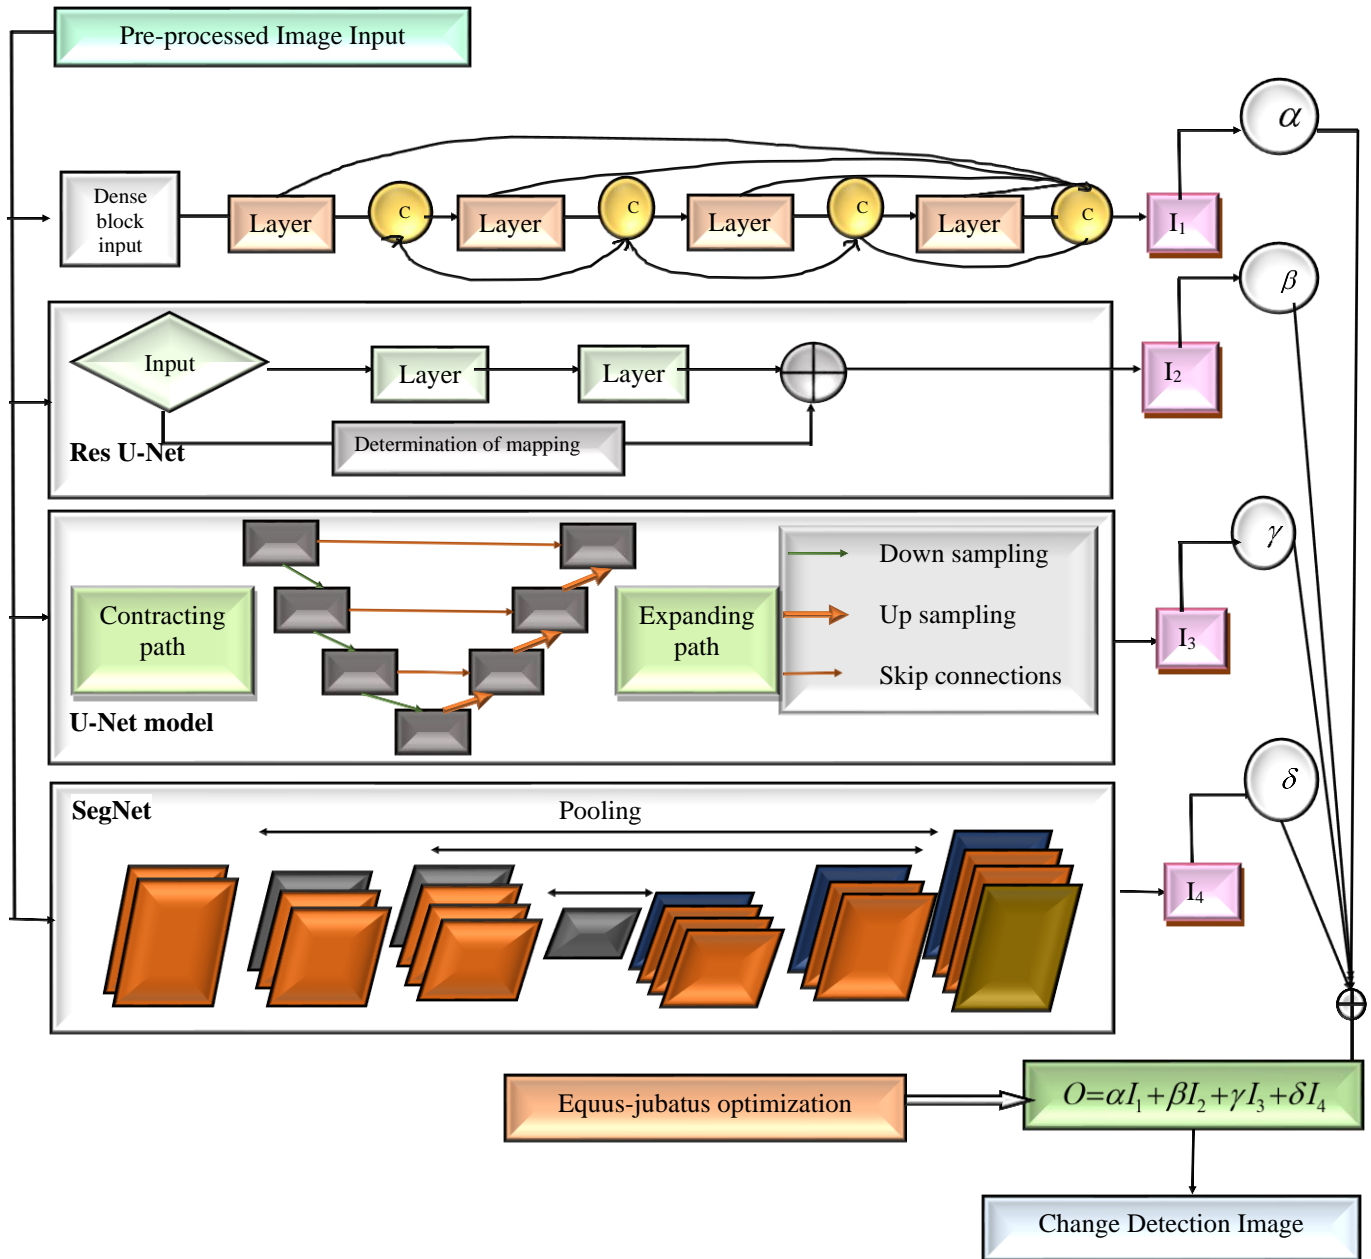 Pre-processed Image Input
α
Dense
block
input
Layer
C
Layer
C
Layer
C
Layer
C
I₁
β
Input
Layer
Layer
I₂
Determination of mapping
Res U-Net
γ
Down sampling
Contracting
path
Expanding
path
Up sampling
I₃
Skip connections
U-Net model
SegNet
Pooling
δ
I₄
Equus-jubatus optimization
O=αI₁+βI₂+γI₃+δI₄
Change Detection Image